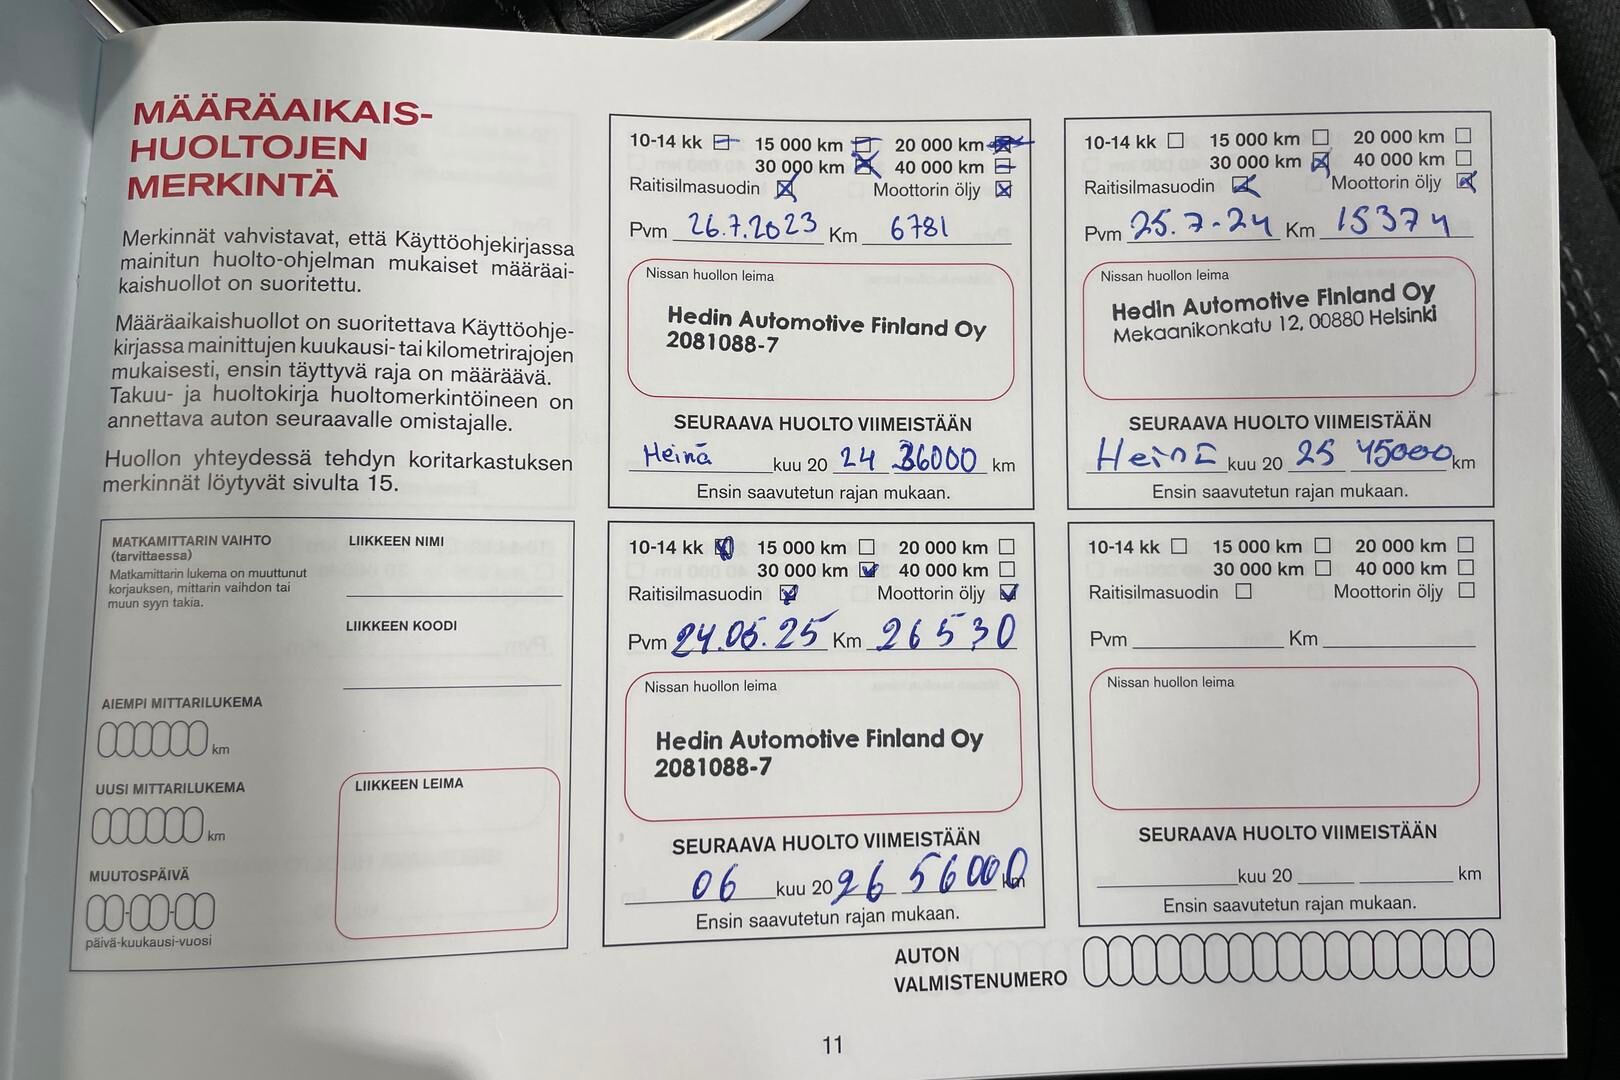 MÄÄRÄAIKAIS-
HUOLTOJEN
MERKINTÄ
Merkinnät vahvistavat, että Käyttöohjekirjassa
mainitun huolto-ohjelman mukaiset määräai-
kaishuollot on suoritettu.
Määräaikaishuollot on suoritettava Käyttöohje-
kirjassa mainittujen kuukausi- tai kilometrirajojen
mukaisesti, ensin täyttyvä raja on määräävä.
Takuu- ja huoltokirja huoltomerkintöineen on
annettava auton seuraavalle omistajalle.
Huollon yhteydessä tehdyn koritarkastuksen
merkinnät löytyvät sivulta 15.
MATKAMITTARIN VAIHTO
(tarvittaessa)
Matkamittarin lukema on muuttunut
korjauksen, mittarin vaihdon tai
muun syyn takia.
LIIKKEEN NIMI
LIIKKEEN KOODI
AIEMPI MITTARILUKEMA
km
UUSI MITTARILUKEMA
km
MUUTOSPÄIVÄ
päivä-kuukausi-vuosi
LIIKKEEN LEIMA
10-14 kk 15 000 km 20 000 km
30 000 km 40 000 km
Raitisilmasuodin Moottorin öljy
Pvm 26.7.2023 Km 6781
Nissan huollon leima
Hedin Automotive Finland Oy
2081088-7
SEURAAVA HUOLTO VIIMEISTÄÄN
Heinä kuu 20 24 36000 km
Ensin saavutetun rajan mukaan.
10-14 kk 15 000 km 20 000 km
30 000 km 40 000 km
Raitisilmasuodin Moottorin öljy
Pvm 25.7-24 Km 15374
Nissan huollon leima
Hedin Automotive Finland Oy
Mekaanikonkatu 12, 00880 Helsinki
SEURAAVA HUOLTO VIIMEISTÄÄN
Heinä kuu 20 25 45000 km
Ensin saavutetun rajan mukaan.
10-14 kk 15 000 km 20 000 km
30 000 km 40 000 km
Raitisilmasuodin Moottorin öljy
Pvm 24.06.25 Km 26530
Nissan huollon leima
Hedin Automotive Finland Oy
2081088-7
SEURAAVA HUOLTO VIIMEISTÄÄN
06 kuu 20 26 56000 km
Ensin saavutetun rajan mukaan.
10-14 kk 15 000 km 20 000 km
30 000 km 40 000 km
Raitisilmasuodin Moottorin öljy
Pvm Km
Nissan huollon leima
SEURAAVA HUOLTO VIIMEISTÄÄN
kuu 20 km
Ensin saavutetun rajan mukaan.
AUTON
VALMISTENUMERO
11